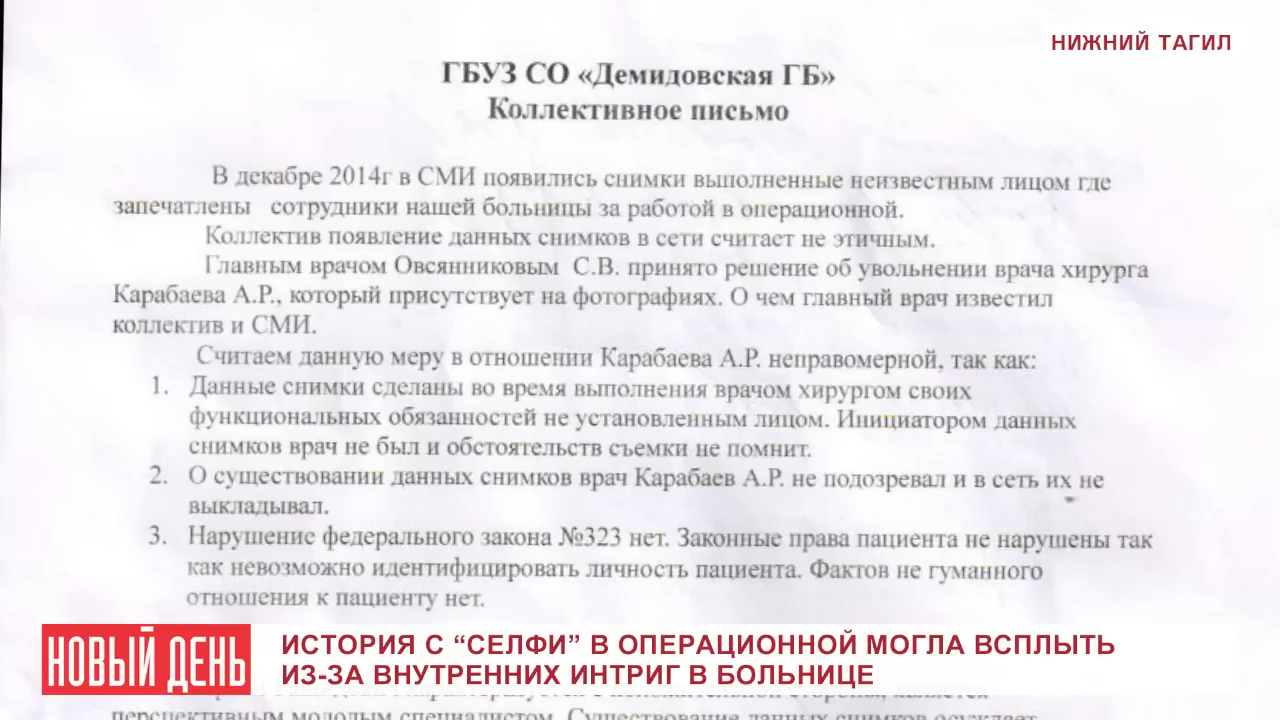 НИЖНИЙ ТАГИЛ
ГБУЗ СО «Демидовская ГБ»
Коллективное письмо
В декабре 2014г в СМИ появились снимки выполненные неизвестным лицом где
запечатлены сотрудники нашей больницы за работой в операционной.
Коллектив появление данных снимков в сети считает не этичным.
Главным врачом Овсянниковым С.В. принято решение об увольнении врача хирурга
Карабаева А.Р., который присутствует на фотографиях. О чем главный врач известил
коллектив и СМИ.
Считаем данную меру в отношении Карабаева А.Р. неправомерной, так как:
1. Данные снимки сделаны во время выполнения врачом хирургом своих
функциональных обязанностей не установленным лицом. Инициатором данных
снимков врач не был и обстоятельств съемки не помнит.
2. О существовании данных снимков врач Карабаев А.Р. не подозревал и в сеть их не
выкладывал.
3. Нарушение федерального закона №323 нет. Законные права пациента не нарушены так
как невозможно идентифицировать личность пациента. Фактов не гуманного
отношения к пациенту нет.
НОВЫЙ ДЕНЬ
ИСТОРИЯ С “СЕЛФИ” В ОПЕРАЦИОННОЙ МОГЛА ВСПЛЫТЬ
ИЗ-ЗА ВНУТРЕННИХ ИНТРИГ В БОЛЬНИЦЕ
перспективным молодым специалистом. Существование данных снимков осуждает